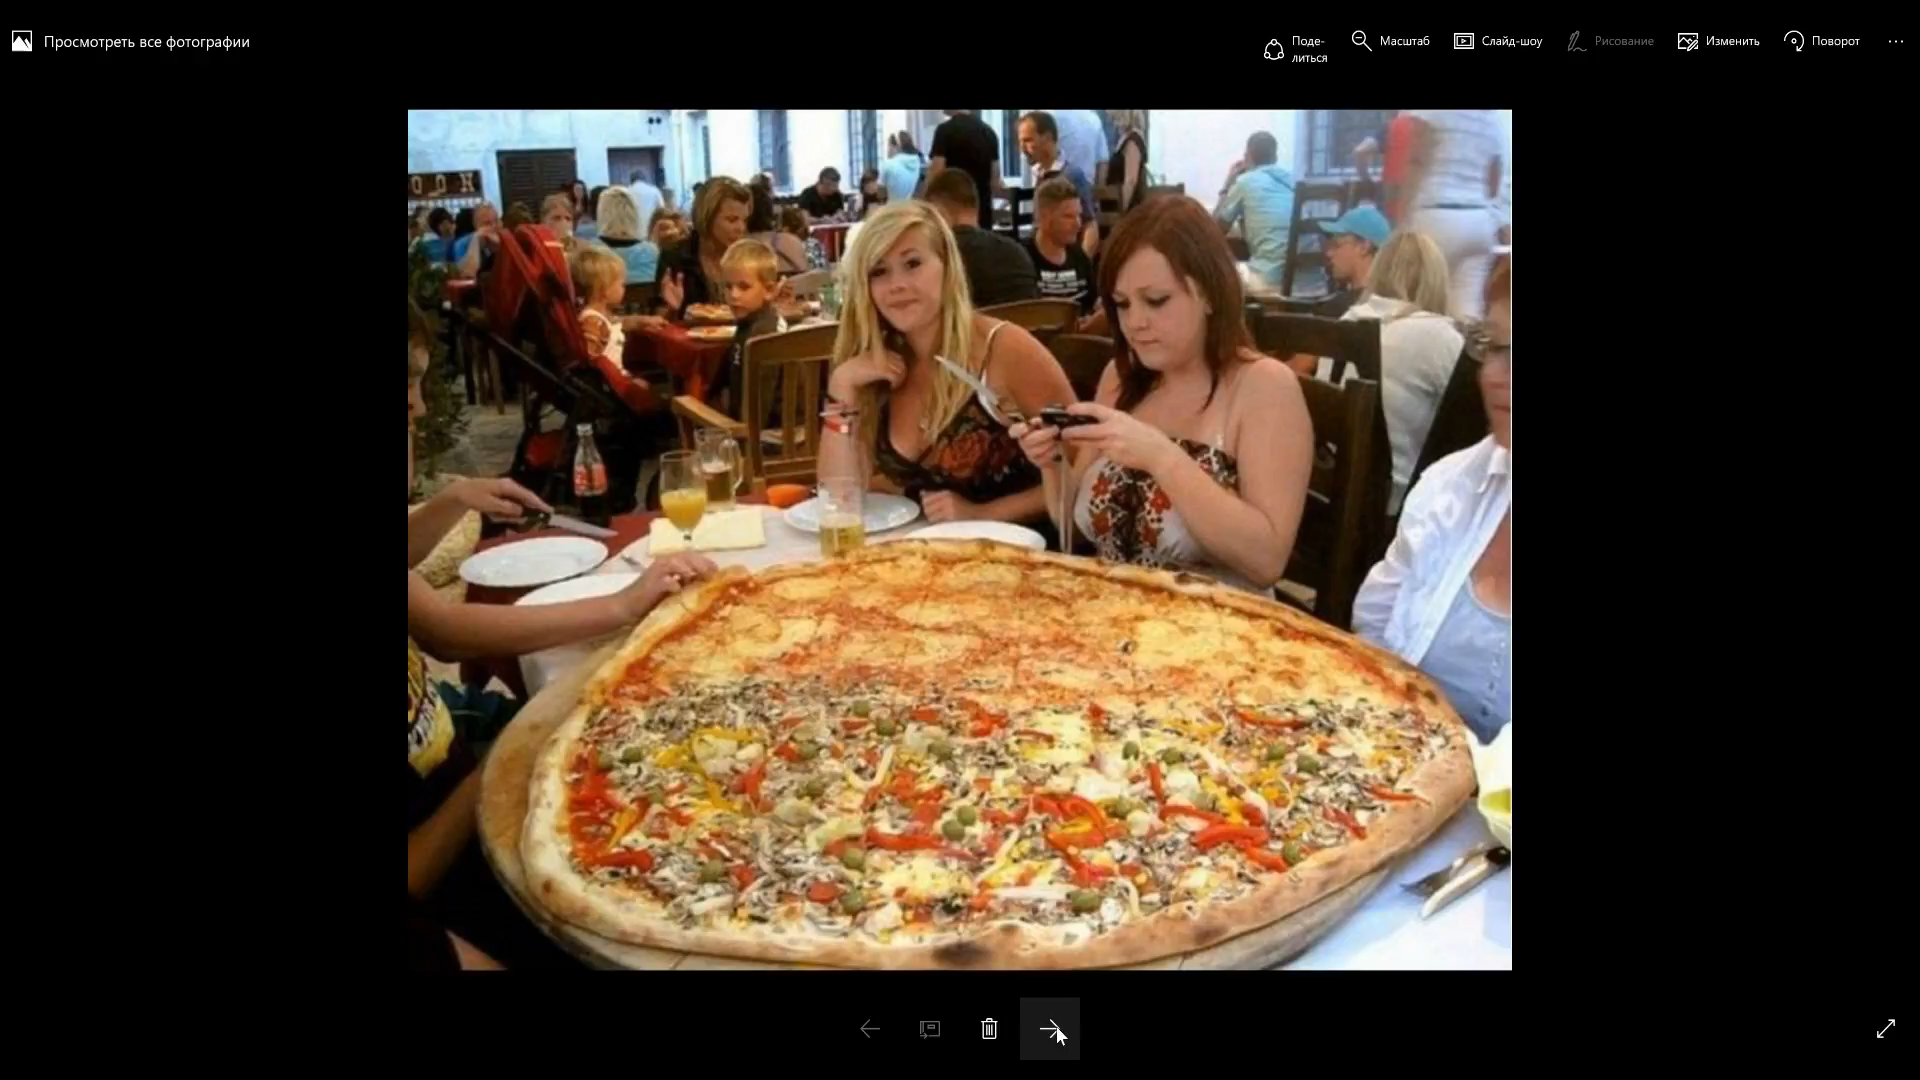 Просмотреть все фотографии
Поде-
литься
Масштаб
Слайд-шоу
Рисование
Изменить
Поворот